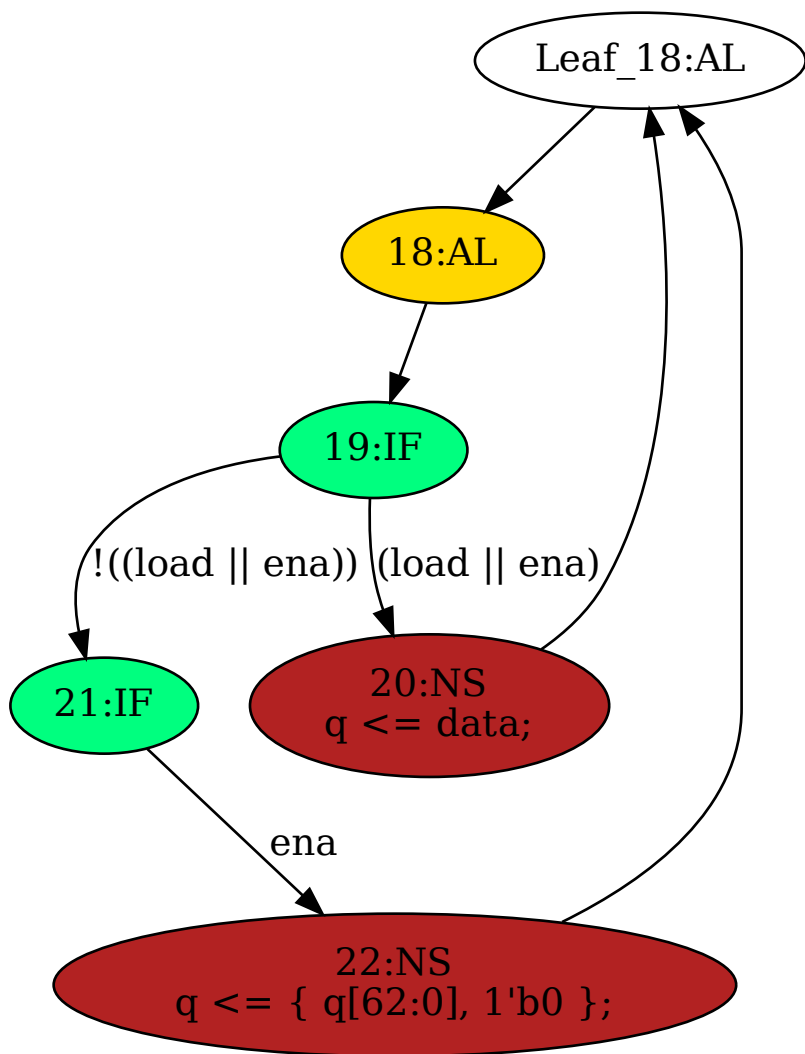 Leaf_18:AL
18:AL
19:IF
!((load || ena))
(load || ena)
21:IF
20:NS
q <= data;
ena
22:NS
q <= { q[62:0], 1'b0 };